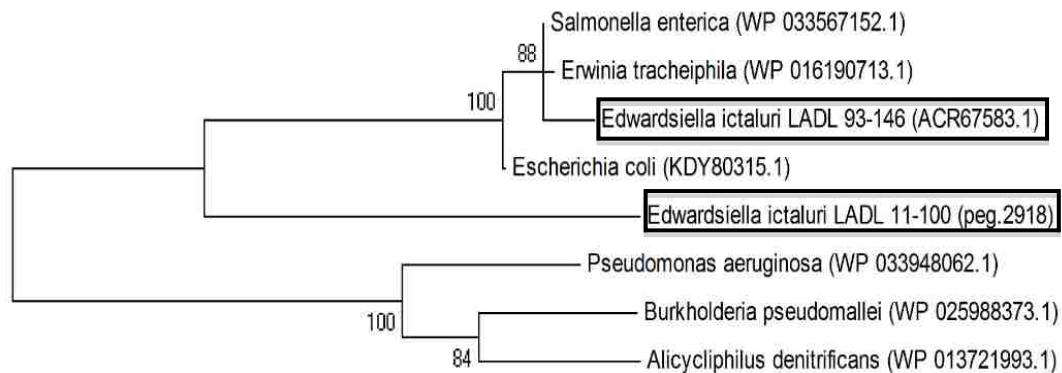 Salmonella enterica (WP 033567152.1)
88
Erwinia tracheiphila (WP 016190713.1)
100
Edwardsiella ictaluri LADL 93-146 (ACR67583.1)
Escherichia coli (KDY80315.1)
Edwardsiella ictaluri LADL 11-100 (peg.2918)
Pseudomonas aeruginosa (WP 033948062.1)
Burkholderia pseudomallei (WP 025988373.1)
100
84
Alicycliphilus denitrificans (WP 013721993.1)